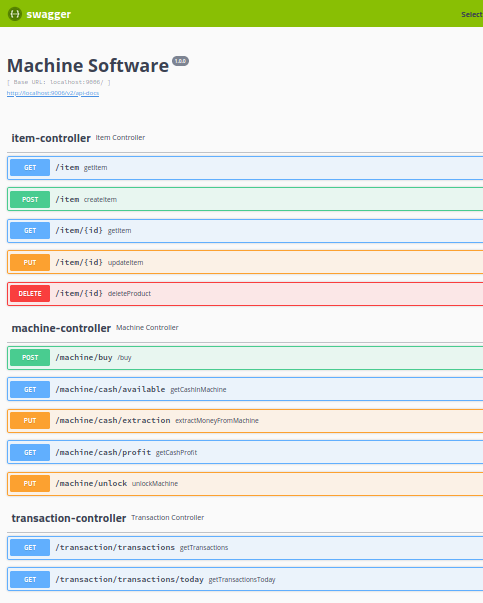 {··} swagger Select
Machine Software 1.0.0
[ Base URL: localhost:9006/ ]
http://localhost:9006/v2/api-docs
item-controller Item Controller
GET /item getItem
POST /item createItem
GET /item/{id} getItem
PUT /item/{id} updateItem
DELETE /item/{id} deleteProduct
machine-controller Machine Controller
POST /machine/buy /buy
GET /machine/cash/available getCashInMachine
PUT /machine/cash/extraction extractMoneyFromMachine
GET /machine/cash/profit getCashProfit
PUT /machine/unlock unlockMachine
transaction-controller Transaction Controller
GET /transaction/transactions getTransactions
GET /transaction/transactions/today getTransactionsToday